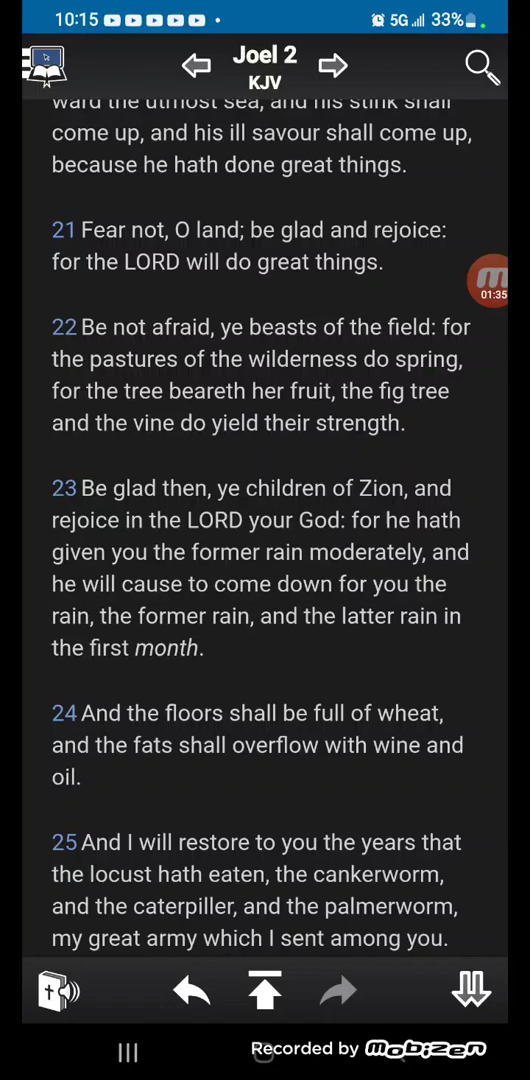 10:15
5G 33%
Joel 2
KJV
ward the utmost sea, and his stink shall
come up, and his ill savour shall come up,
because he hath done great things.
21 Fear not, O land; be glad and rejoice:
for the LORD will do great things.
01:35
22 Be not afraid, ye beasts of the field: for
the pastures of the wilderness do spring,
for the tree beareth her fruit, the fig tree
and the vine do yield their strength.
23 Be glad then, ye children of Zion, and
rejoice in the LORD your God: for he hath
given you the former rain moderately, and
he will cause to come down for you the
rain, the former rain, and the latter rain in
the first month.
24 And the floors shall be full of wheat,
and the fats shall overflow with wine and
oil.
25 And I will restore to you the years that
the locust hath eaten, the cankerworm,
and the caterpiller, and the palmerworm,
my great army which I sent among you.
Recorded by mobizen